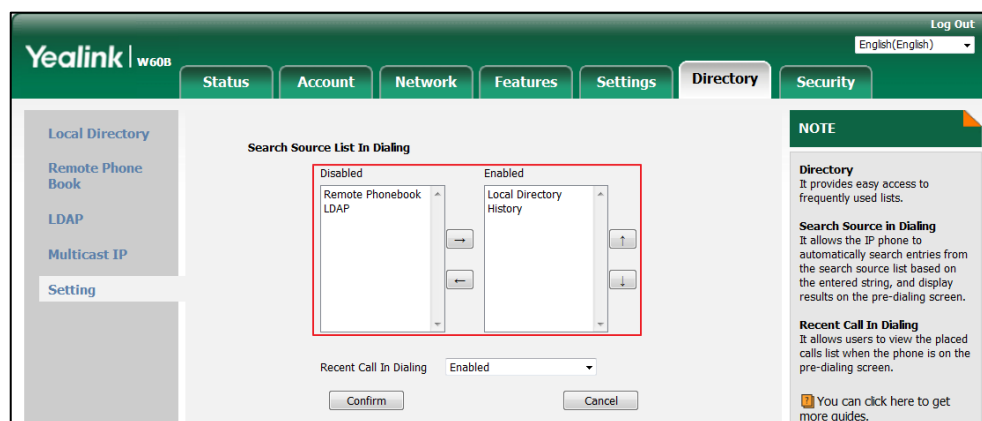 Log Out
Yealink | W60B
English(English)
Status Account Network Features Settings Directory Security
Local Directory
Remote Phone
Book
LDAP
Multicast IP
Setting
Search Source List In Dialing
Disabled Enabled
Remote Phonebook
LDAP
Local Directory
History
→
←
↑
↓
Recent Call In Dialing Enabled
Confirm Cancel
NOTE
Directory
It provides easy access to
frequently used lists.
Search Source in Dialing
It allows the IP phone to
automatically search entries from
the search source list based on
the entered string, and display
results on the pre-dialing screen.
Recent Call In Dialing
It allows users to view the placed
calls list when the phone is on the
pre-dialing screen.
? You can click here to get
more guides.